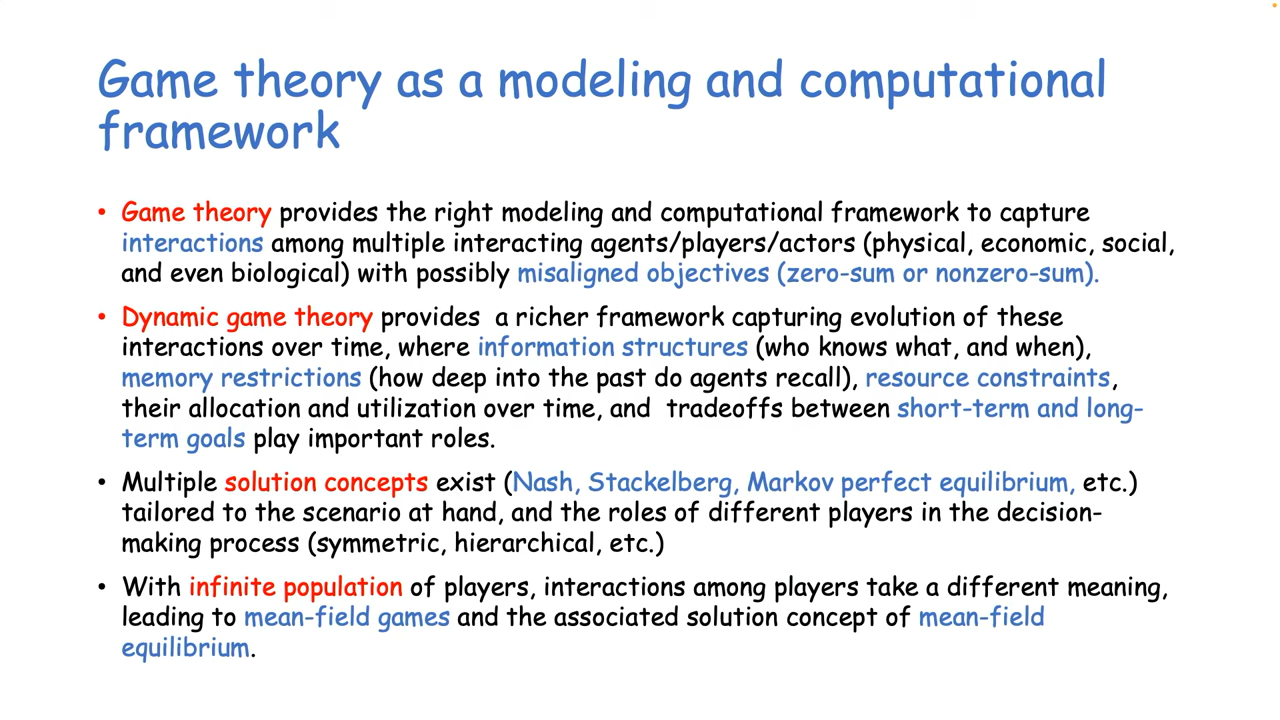 Game theory as a modeling and computational
framework
• Game theory provides the right modeling and computational framework to capture
interactions among multiple interacting agents/players/actors (physical, economic, social,
and even biological) with possibly misaligned objectives (zero-sum or nonzero-sum).
• Dynamic game theory provides  a richer framework capturing evolution of these
interactions over time, where information structures (who knows what, and when),
memory restrictions (how deep into the past do agents recall), resource constraints,
their allocation and utilization over time, and  tradeoffs between short-term and long-
term goals play important roles.
• Multiple solution concepts exist (Nash, Stackelberg, Markov perfect equilibrium, etc.)
tailored to the scenario at hand, and the roles of different players in the decision-
making process (symmetric, hierarchical, etc.)
• With infinite population of players, interactions among players take a different meaning,
leading to mean-field games and the associated solution concept of mean-field
equilibrium.